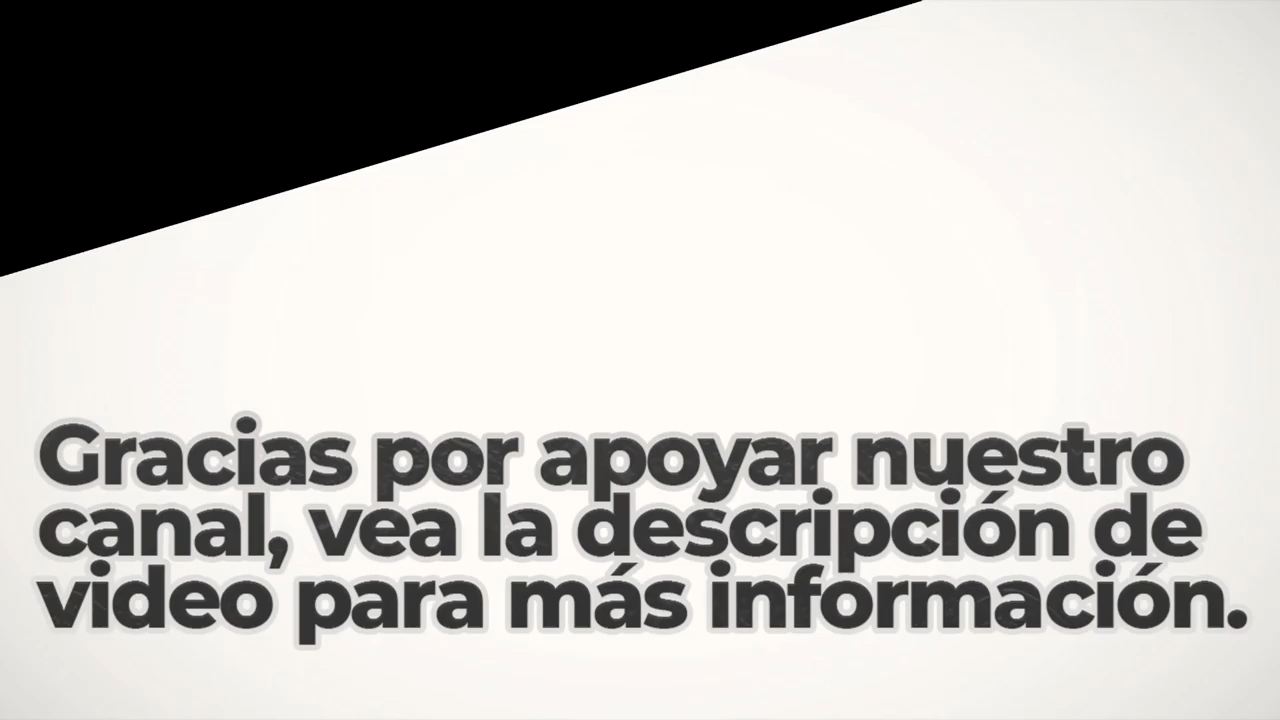 Gracias por apoyar nuestro
canal, vea la descripción de
video para más información.